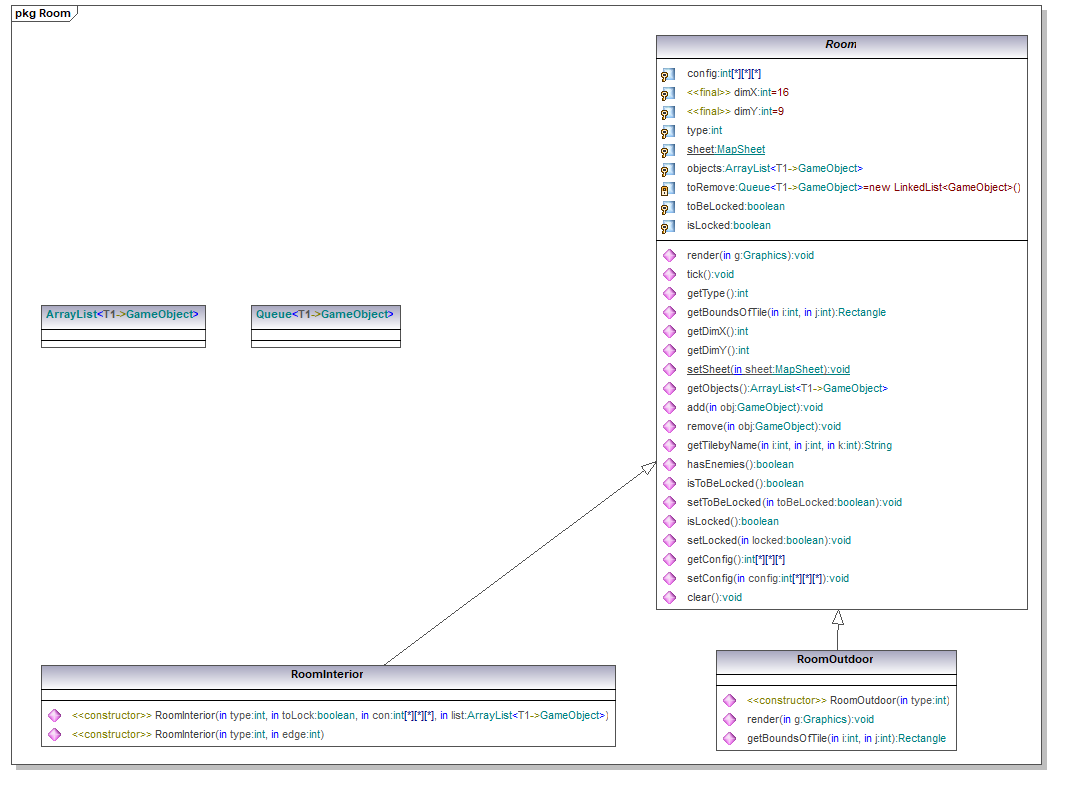 pkg Room
Room
config:int[*][*][*]
<<final>> dimX:int=16
<<final>> dimY:int=9
type:int
sheet:MapSheet
objects:ArrayList<T1->GameObject>
toRemove:Queue<T1->GameObject>=new LinkedList<GameObject>()
toBeLocked:boolean
isLocked:boolean
render(in g:Graphics):void
tick():void
getType():int
getBoundsOfTile(in i:int, in j:int):Rectangle
getDimX():int
getDimY():int
setSheet(in sheet:MapSheet):void
getObjects():ArrayList<T1->GameObject>
add(in obj:GameObject):void
remove(in obj:GameObject):void
getTilebyName(in i:int, in j:int, in k:int):String
hasEnemies():boolean
isToBeLocked():boolean
setToBeLocked(in toBeLocked:boolean):void
isLocked():boolean
setLocked(in locked:boolean):void
getConfig():int[*][*][*]
setConfig(in config:int[*][*][*]):void
clear():void
ArrayList<T1->GameObject>
Queue<T1->GameObject>
RoomInterior
<<constructor>> RoomInterior(in type:int, in toLock:boolean, in con:int[*][*][*], in list:ArrayList<T1->GameObject>)
<<constructor>> RoomInterior(in type:int, in edge:int)
RoomOutdoor
<<constructor>> RoomOutdoor(in type:int)
render(in g:Graphics):void
getBoundsOfTile(in i:int, in j:int):Rectangle